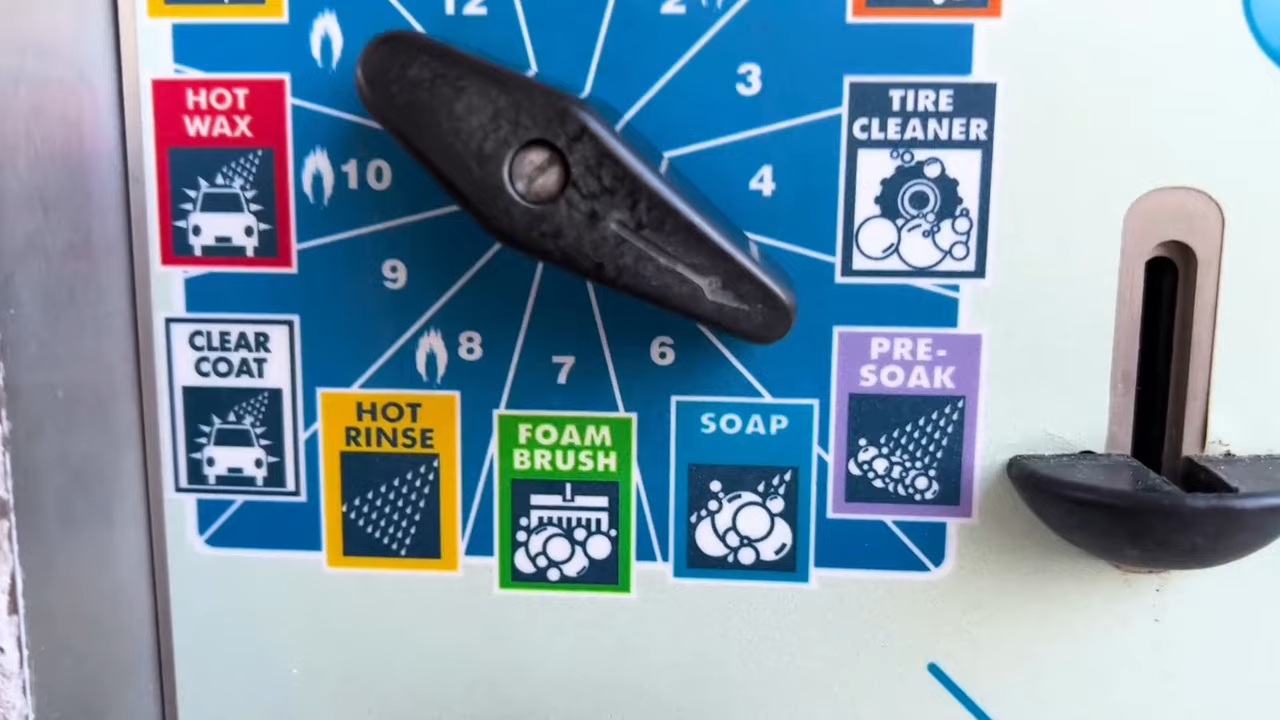 12
2
3
4
6
7
8
9
10
HOT
WAX
TIRE
CLEANER
CLEAR
COAT
HOT
RINSE
FOAM
BRUSH
SOAP
PRE-
SOAK